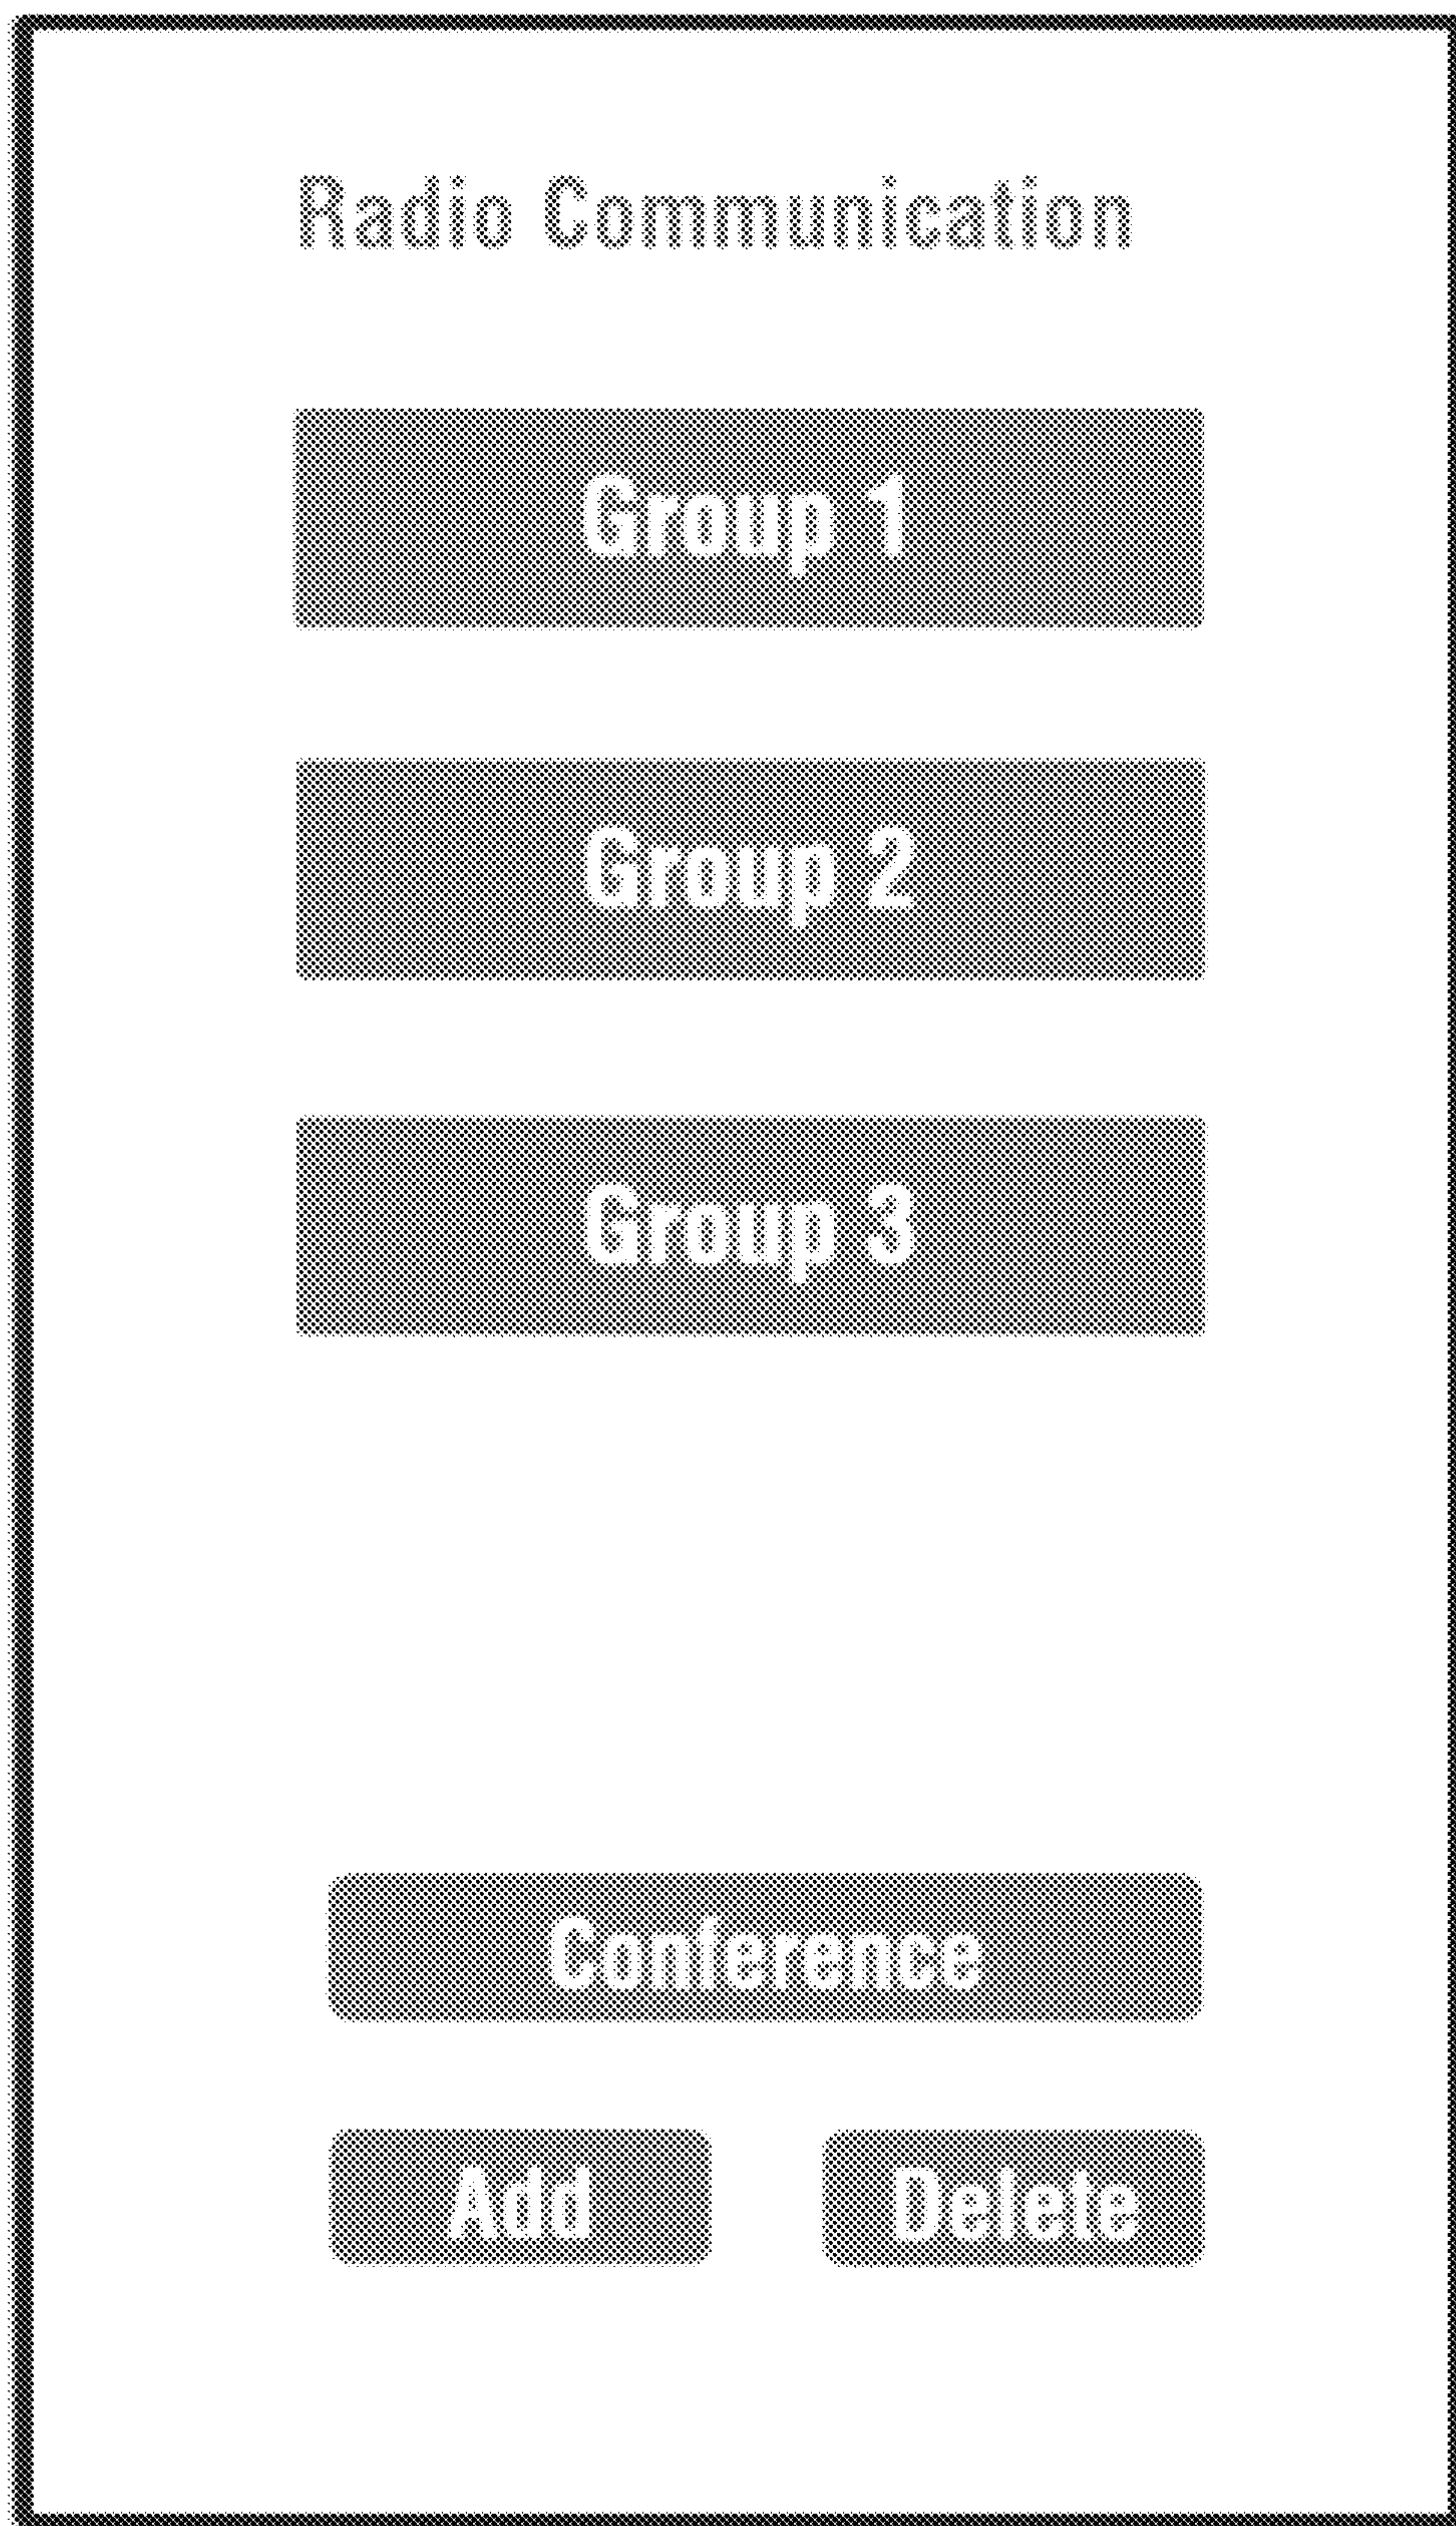 Radio Communication
Group 1
Group 2
Group 3
Conference
Add Delete